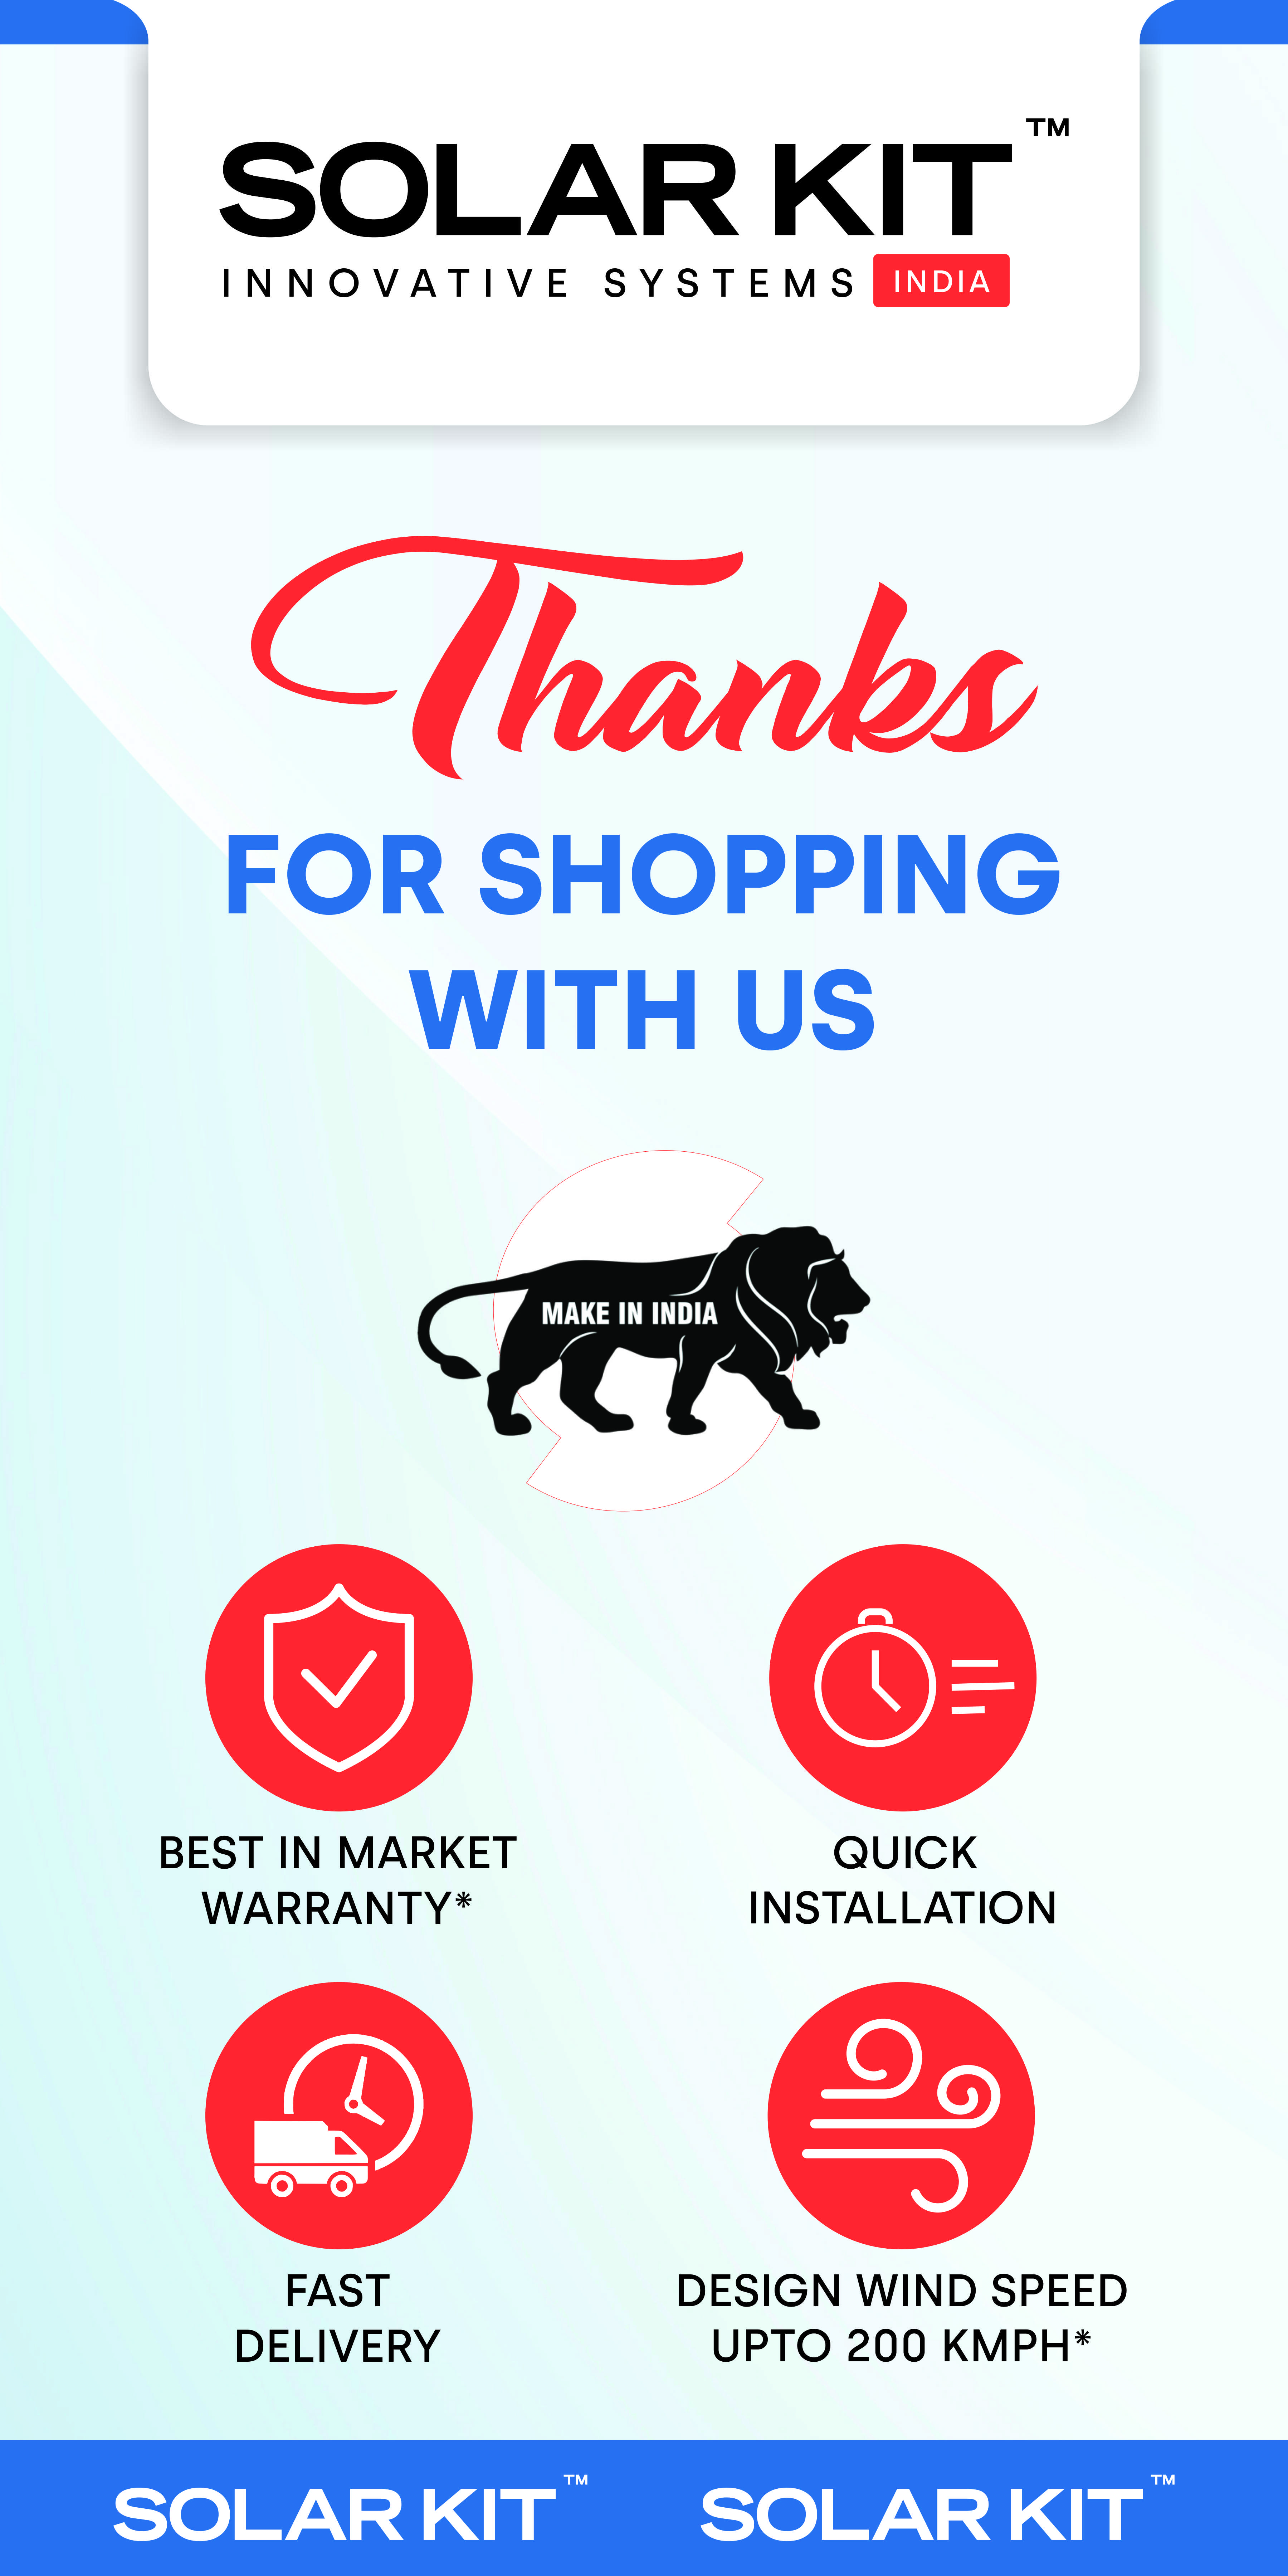 SOLAR KIT™
INNOVATIVE SYSTEMS INDIA
Thanks
FOR SHOPPING
WITH US
MAKE IN INDIA
BEST IN MARKET
WARRANTY*
QUICK
INSTALLATION
FAST
DELIVERY
DESIGN WIND SPEED
UPTO 200 KMPH*
SOLAR KIT™ SOLAR KIT™